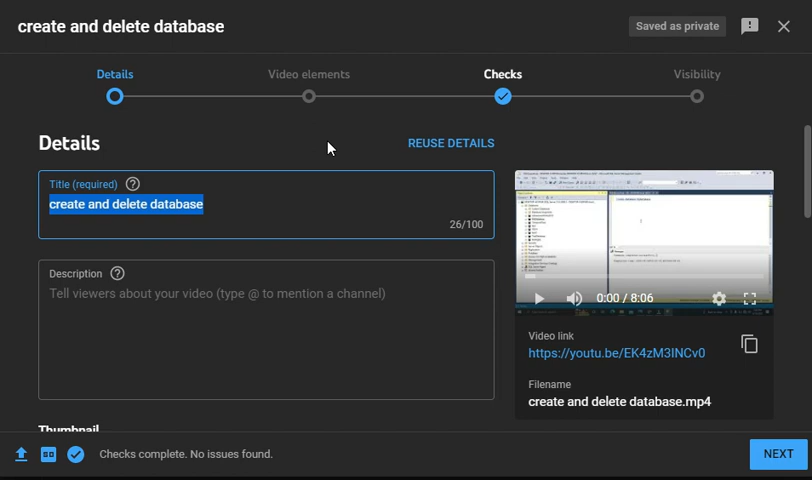 create and delete database
Saved as private
Details
Video elements
Checks
Visibility
Details
REUSE DETAILS
Title (required)
create and delete database
26/100
Description
Tell viewers about your video (type @ to mention a channel)
0:00 / 8:06
Video link
https://youtu.be/EK4zM3INCv0
Filename
create and delete database.mp4
Thumbnail
Checks complete. No issues found.
NEXT